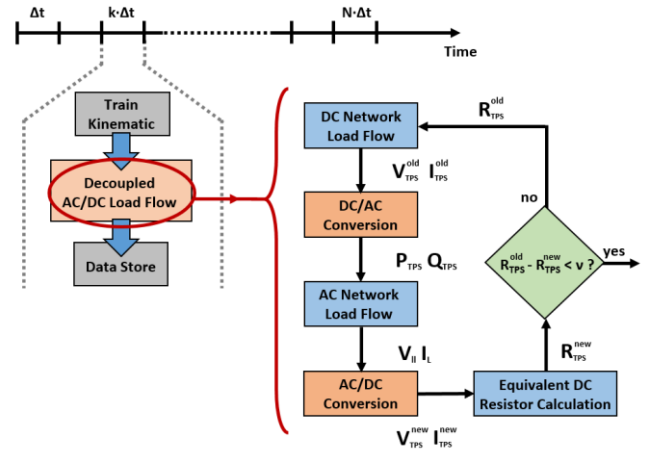 Δt
k·Δt
N·Δt
Time
Train
Kinematic
Decoupled
AC/DC Load Flow
Data Store
DC Network
Load Flow
V_TPS^old I_TPS^old
DC/AC
Conversion
P_TPS Q_TPS
AC Network
Load Flow
V_II I_L
AC/DC
Conversion
V_TPS^new I_TPS^new
Equivalent DC
Resistor Calculation
R_TPS^new
R_TPS^old - R_TPS^new < v ?
yes
no
R_TPS^old